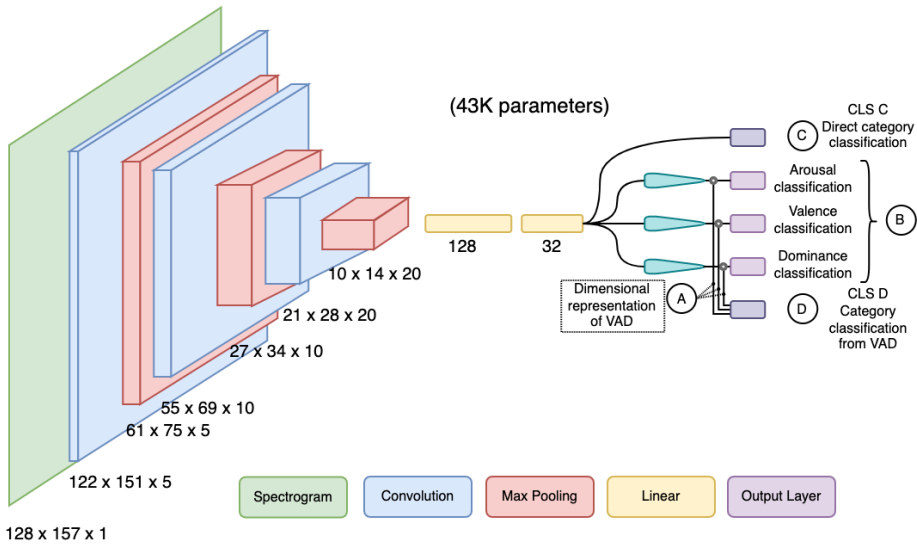 (43K parameters)
CLS C
Direct category
classification
C
Arousal
classification
Valence
classification
B
Dominance
classification
128
32
10 x 14 x 20
Dimensional
representation
of VAD
A
D
CLS D
Category
classification
from VAD
21 x 28 x 20
27 x 34 x 10
55 x 69 x 10
61 x 75 x 5
122 x 151 x 5
128 x 157 x 1
Spectrogram
Convolution
Max Pooling
Linear
Output Layer